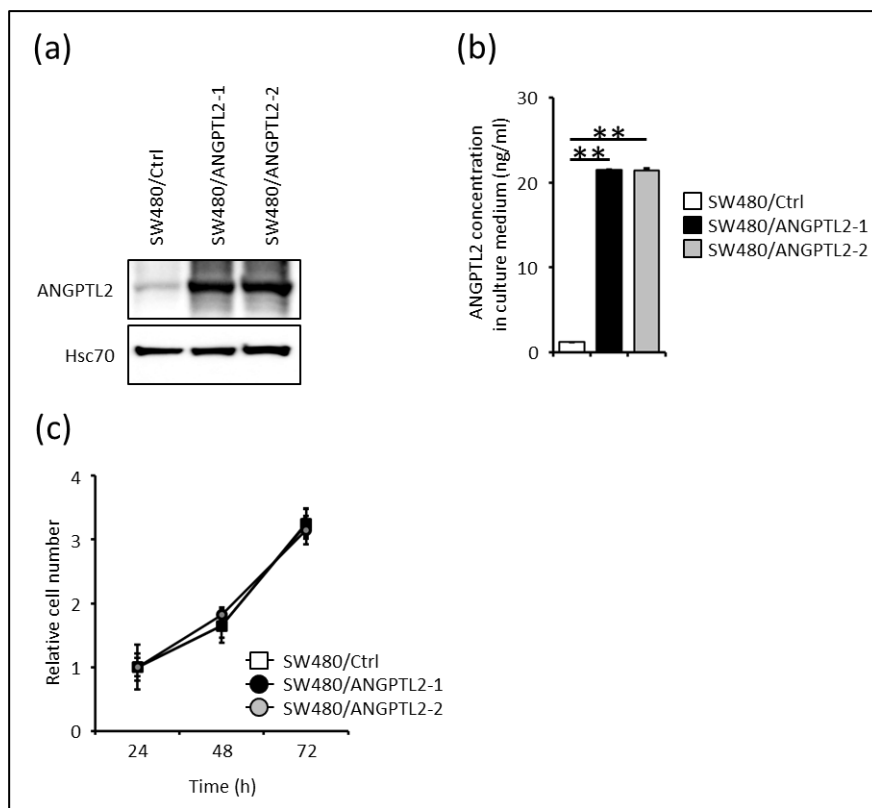 (a)
SW480/Ctrl
SW480/ANGPTL2-1
SW480/ANGPTL2-2
ANGPTL2
Hsc70
(b)
ANGPTL2 concentration
in culture medium (ng/ml)
30
20
10
0
**
**
SW480/Ctrl
SW480/ANGPTL2-1
SW480/ANGPTL2-2
(c)
Relative cell number
4
3
2
1
0
24 48 72
Time (h)
SW480/Ctrl
SW480/ANGPTL2-1
SW480/ANGPTL2-2